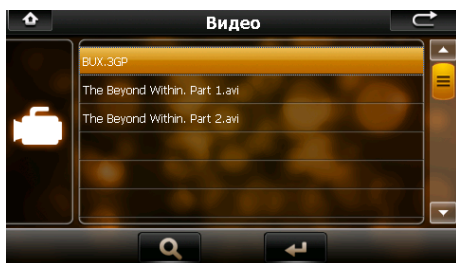 Видео
BUX.3GP
The Beyond Within. Part 1.avi
The Beyond Within. Part 2.avi